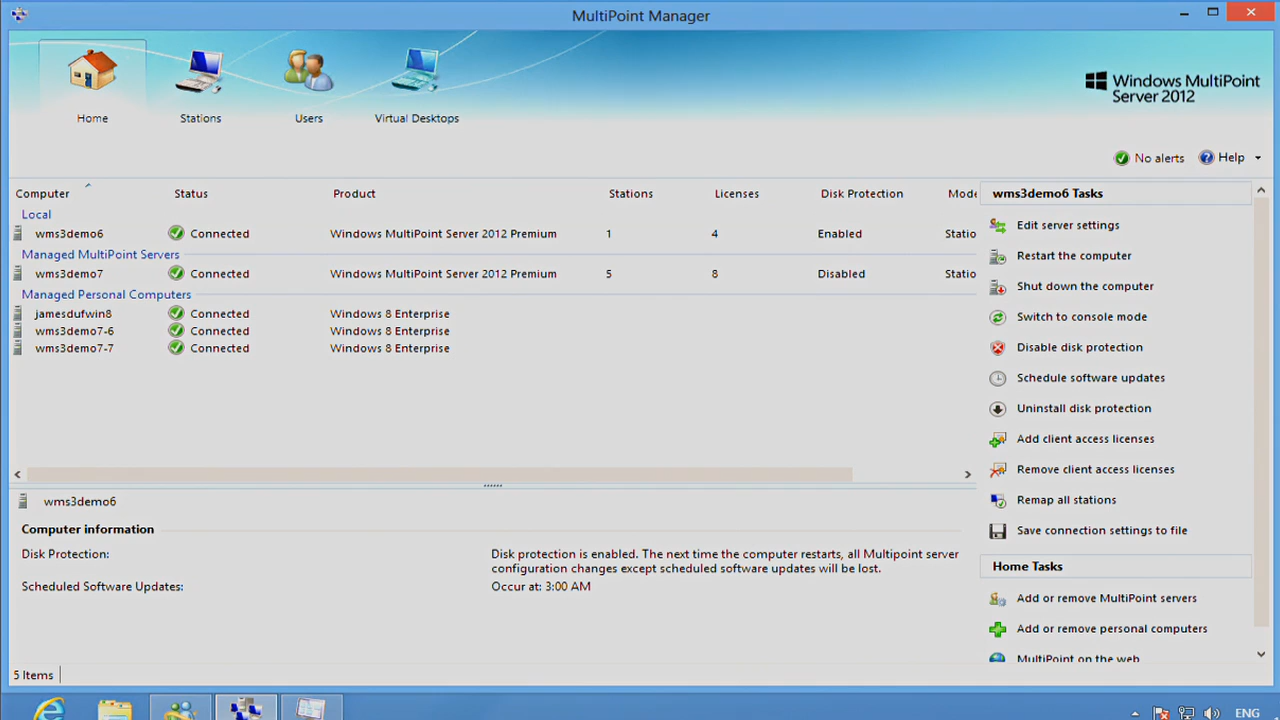 MultiPoint Manager
Home Stations Users Virtual Desktops
Windows MultiPoint
Server 2012
No alerts Help
Computer Status Product Stations Licenses Disk Protection Mode
Local
wms3demo6 Connected Windows MultiPoint Server 2012 Premium 1 4 Enabled Statio
Managed MultiPoint Servers
wms3demo7 Connected Windows MultiPoint Server 2012 Premium 5 8 Disabled Statio
Managed Personal Computers
jamesdufwin8 Connected Windows 8 Enterprise
wms3demo7-6 Connected Windows 8 Enterprise
wms3demo7-7 Connected Windows 8 Enterprise
wms3demo6
Computer information
Disk Protection: Disk protection is enabled. The next time the computer restarts, all Multipoint server
configuration changes except scheduled software updates will be lost.
Scheduled Software Updates: Occur at: 3:00 AM
5 Items
wms3demo6 Tasks
Edit server settings
Restart the computer
Shut down the computer
Switch to console mode
Disable disk protection
Schedule software updates
Uninstall disk protection
Add client access licenses
Remove client access licenses
Remap all stations
Save connection settings to file
Home Tasks
Add or remove MultiPoint servers
Add or remove personal computers
MultiPoint on the web
ENG